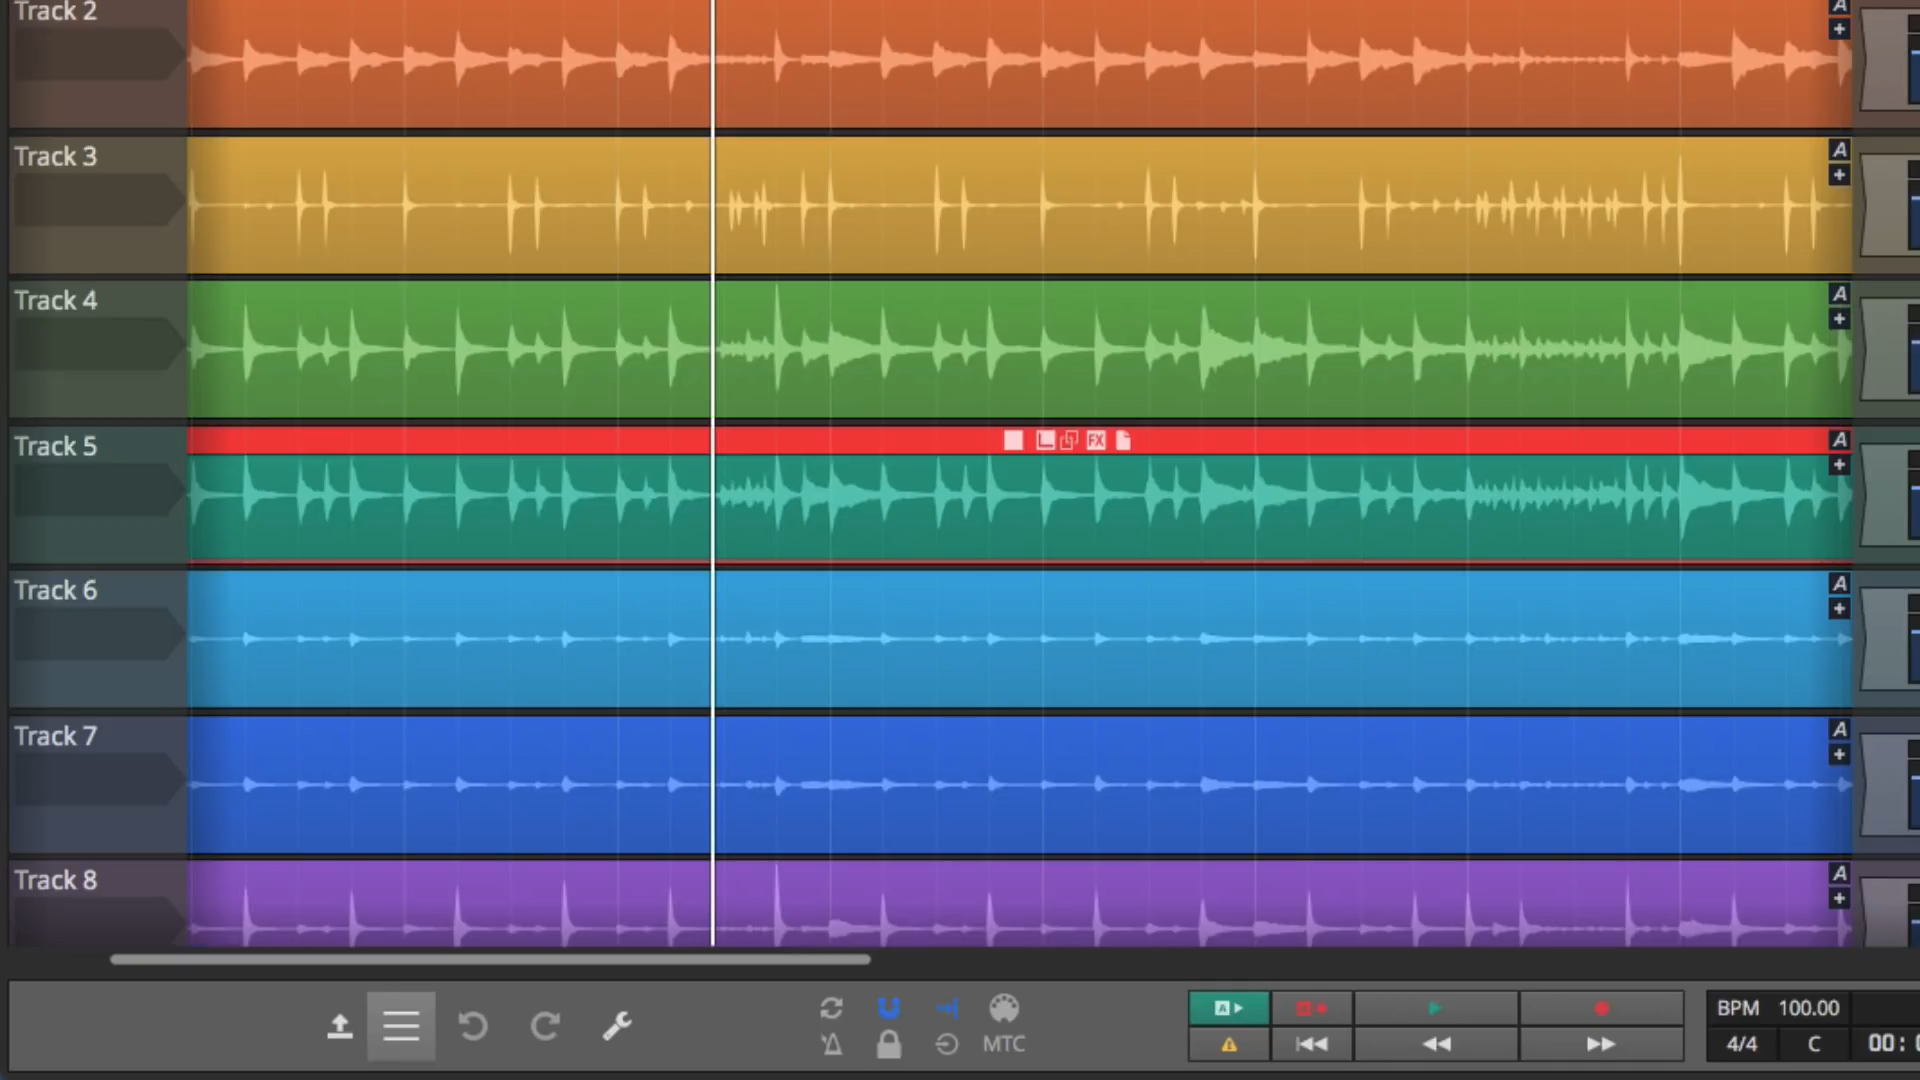 Track 2
A
+
Track 3
A
+
Track 4
A
+
Track 5
FX
A
+
Track 6
A
+
Track 7
A
+
Track 8
A
+
MTC
A
BPM 100.00
4/4 C 00: